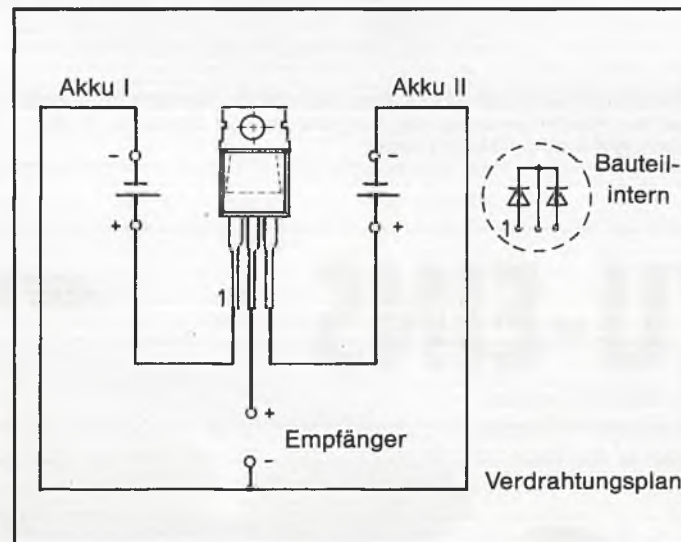 Akku I
Akku II
-
-
+
+
Bauteil-
intern
1
1
+
Empfänger
-
Verdrahtungsplan